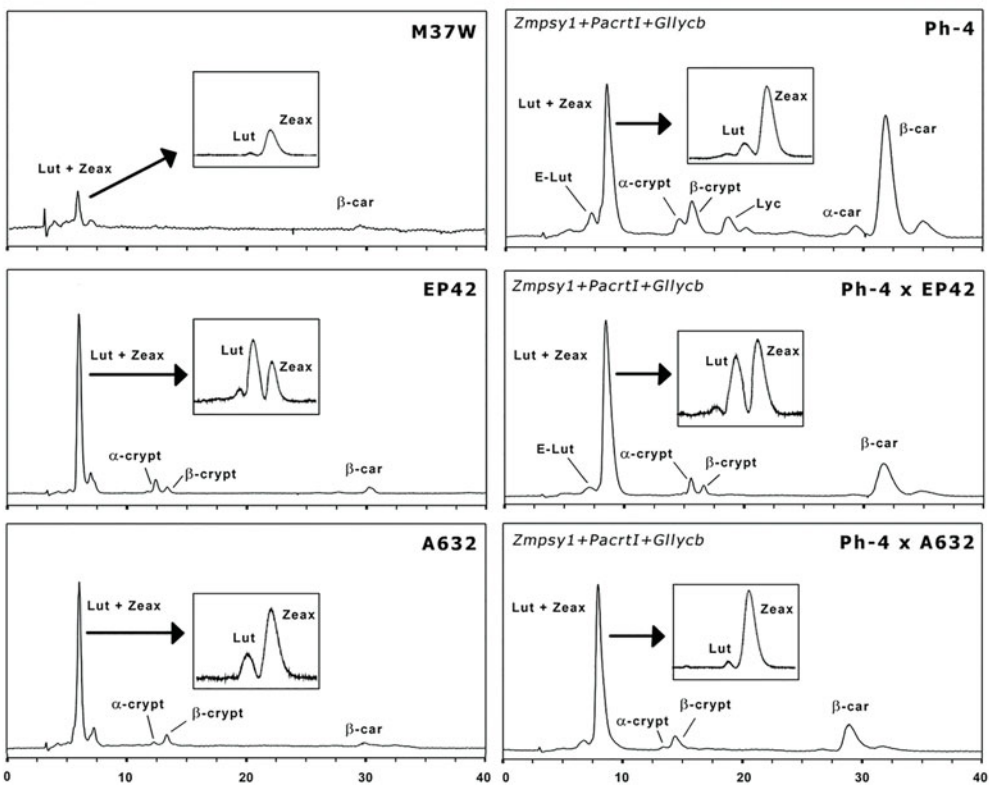 M37W
Lut + Zeax
Lut
Zeax
β-car
Zmpsy1+PacrtI+Gllycb
Ph-4
Lut + Zeax
Lut
Zeax
E-Lut
α-crypt
β-crypt
Lyc
α-car
β-car
EP42
Lut + Zeax
Lut
Zeax
α-crypt
β-crypt
β-car
Zmpsy1+PacrtI+Gllycb
Ph-4 x EP42
Lut + Zeax
Lut
Zeax
E-Lut
α-crypt
β-crypt
β-car
A632
Lut + Zeax
Lut
Zeax
α-crypt
β-crypt
β-car
0 10 20 30 40
Zmpsy1+PacrtI+Gllycb
Ph-4 x A632
Lut + Zeax
Lut
Zeax
α-crypt
β-crypt
β-car
0 10 20 30 40